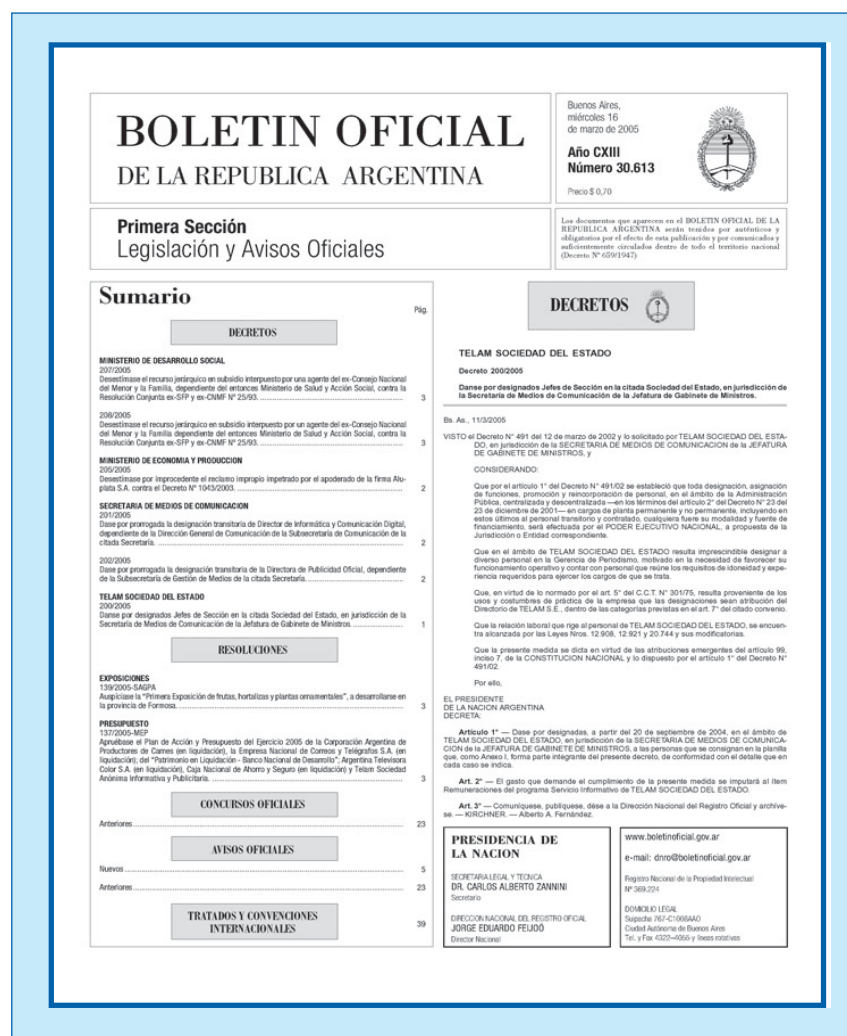 BOLETIN OFICIAL
DE LA REPUBLICA ARGENTINA
Buenos Aires,
miércoles 16
de marzo de 2005
Año CXIII
Número 30.613
Precio $ 0,70
Primera Sección
Legislación y Avisos Oficiales
Los documentos que aparecen en el BOLETIN OFICIAL DE LA
REPUBLICA ARGENTINA serán tenidos por auténticos y
obligatorios por el efecto de esta publicación y por comunicados y
suficientemente circulados dentro de todo el territorio nacional
(Decreto Nº 659/1947)
Sumario
Pág.
DECRETOS
MINISTERIO DE DESARROLLO SOCIAL
207/2005
Desestímase el recurso jerárquico en subsidio interpuesto por una agente del ex-Consejo Nacional
del Menor y la Familia, dependiente del entonces Ministerio de Salud y Acción Social, contra la
Resolución Conjunta ex-SFP y ex-CNMF Nº 25/93. 3
208/2005
Desestímase el recurso jerárquico en subsidio interpuesto por un agente del ex-Consejo Nacional
del Menor y la Familia dependiente del entonces Ministerio de Salud y Acción Social, contra la
Resolución Conjunta ex-SFP y ex-CNMF Nº 25/93. 3
MINISTERIO DE ECONOMIA Y PRODUCCION
205/2005
Desestímase por improcedente el reclamo impropio impetrado por el apoderado de la firma Alu-
plata S.A. contra el Decreto Nº 1043/2003. 2
SECRETARIA DE MEDIOS DE COMUNICACION
201/2005
Dase por prorrogada la designación transitoria de Director de Informática y Comunicación Digital,
dependiente de la Dirección General de Comunicación de la Subsecretaría de Comunicación de la
citada Secretaría. 2
202/2005
Dase por prorrogada la designación transitoria de la Directora de Publicidad Oficial, dependiente
de la Subsecretaría de Gestión de Medios de la citada Secretaría. 2
TELAM SOCIEDAD DEL ESTADO
200/2005
Danse por designados Jefes de Sección en la citada Sociedad del Estado, en jurisdicción de la
Secretaría de Medios de Comunicación de la Jefatura de Gabinete de Ministros. 1
RESOLUCIONES
EXPOSICIONES
139/2005-SAGPA
Auspíciase la “Primera Exposición de frutas, hortalizas y plantas ornamentales”, a desarrollarse en
la provincia de Formosa. 3
PRESUPUESTO
137/2005-MEP
Apruébase el Plan de Acción y Presupuesto del Ejercicio 2005 de la Corporación Argentina de
Productores de Carnes (en liquidación), la Empresa Nacional de Correos y Telégrafos S.A. (en
liquidación); del “Patrimonio en Liquidación - Banco Nacional de Desarrollo”; Argentina Televisora
Color S.A. (en liquidación), Caja Nacional de Ahorro y Seguro (en liquidación) y Telam Sociedad
Anónima Informativa y Publicitaria. 3
CONCURSOS OFICIALES
Anteriores 23
AVISOS OFICIALES
Nuevos 5
Anteriores 23
TRATADOS Y CONVENCIONES
INTERNACIONALES 39
DECRETOS
TELAM SOCIEDAD DEL ESTADO
Decreto 200/2005
Danse por designados Jefes de Sección en la citada Sociedad del Estado, en jurisdicción de
la Secretaría de Medios de Comunicación de la Jefatura de Gabinete de Ministros.
Bs. As., 11/3/2005
VISTO el Decreto N° 491 del 12 de marzo de 2002 y lo solicitado por TELAM SOCIEDAD DEL ESTA-
DO, en jurisdicción de la SECRETARIA DE MEDIOS DE COMUNICACION de la JEFATURA
DE GABINETE DE MINISTROS, y
CONSIDERANDO:
Que por el artículo 1° del Decreto N° 491/02 se estableció que toda designación, asignación
de funciones, promoción y reincorporación de personal, en el ámbito de la Administración
Pública, centralizada y descentralizada —en los términos del artículo 2° del Decreto N° 23 del
23 de diciembre de 2001— en cargos de planta permanente y no permanente, incluyendo en
estos últimos al personal transitorio y contratado, cualquiera fuere su modalidad y fuente de
financiamiento, será efectuada por el PODER EJECUTIVO NACIONAL, a propuesta de la
Jurisdicción o Entidad correspondiente.
Que en el ámbito de TELAM SOCIEDAD DEL ESTADO resulta imprescindible designar a
diverso personal en la Gerencia de Periodismo, motivado en la necesidad de favorecer su
funcionamiento operativo y contar con personal que reúne los requisitos de idoneidad y expe-
riencia requeridos para ejercer los cargos de que se trata.
Que, en virtud de lo normado por el art. 5° del C.C.T. N° 301/75, resulta proveniente de los
usos y costumbres de práctica de la empresa que las designaciones sean atribución del
Directorio de TELAM S.E., dentro de las categorías previstas en el art. 7° del citado convenio.
Que la relación laboral que rige al personal de TELAM SOCIEDAD DEL ESTADO, se encuen-
tra alcanzada por las Leyes Nros. 12.908, 12.921 y 20.744 y sus modificatorias.
Que la presente medida se dicta en virtud de las atribuciones emergentes del artículo 99,
inciso 7, de la CONSTITUCION NACIONAL y lo dispuesto por el artículo 1° del Decreto N°
491/02.
Por ello,
EL PRESIDENTE
DE LA NACION ARGENTINA
DECRETA:
Artículo 1° — Dase por designadas, a partir del 20 de septiembre de 2004, en el ámbito de
TELAM SOCIEDAD DEL ESTADO, en jurisdicción de la SECRETARIA DE MEDIOS DE COMUNICA-
CION de la JEFATURA DE GABINETE DE MINISTROS, a las personas que se consignan en la planilla
que, como Anexo I, forma parte integrante del presente decreto, de conformidad con el detalle que en
cada caso se indica.
Art. 2° — El gasto que demande el cumplimiento de la presente medida se imputará al Item
Remuneraciones del programa Servicio Informativo de TELAM SOCIEDAD DEL ESTADO.
Art. 3° — Comuníquese, publíquese, dése a la Dirección Nacional del Registro Oficial y archíve-
se. — KIRCHNER. — Alberto A. Fernández.
PRESIDENCIA DE
LA NACION
SECRETARIA LEGAL Y TECNICA
DR. CARLOS ALBERTO ZANNINI
Secretario
DIRECCION NACIONAL DEL REGISTRO OFICIAL
JORGE EDUARDO FEIJOÓ
Director Nacional
www.boletinoficial.gov.ar
e-mail: dnro@boletinoficial.gov.ar
Registro Nacional de la Propiedad Intelectual
Nº 369.224
DOMICILIO LEGAL
Suipacha 767-C1008AAO
Ciudad Autónoma de Buenos Aires
Tel. y Fax 4322-4055 y líneas rotativas